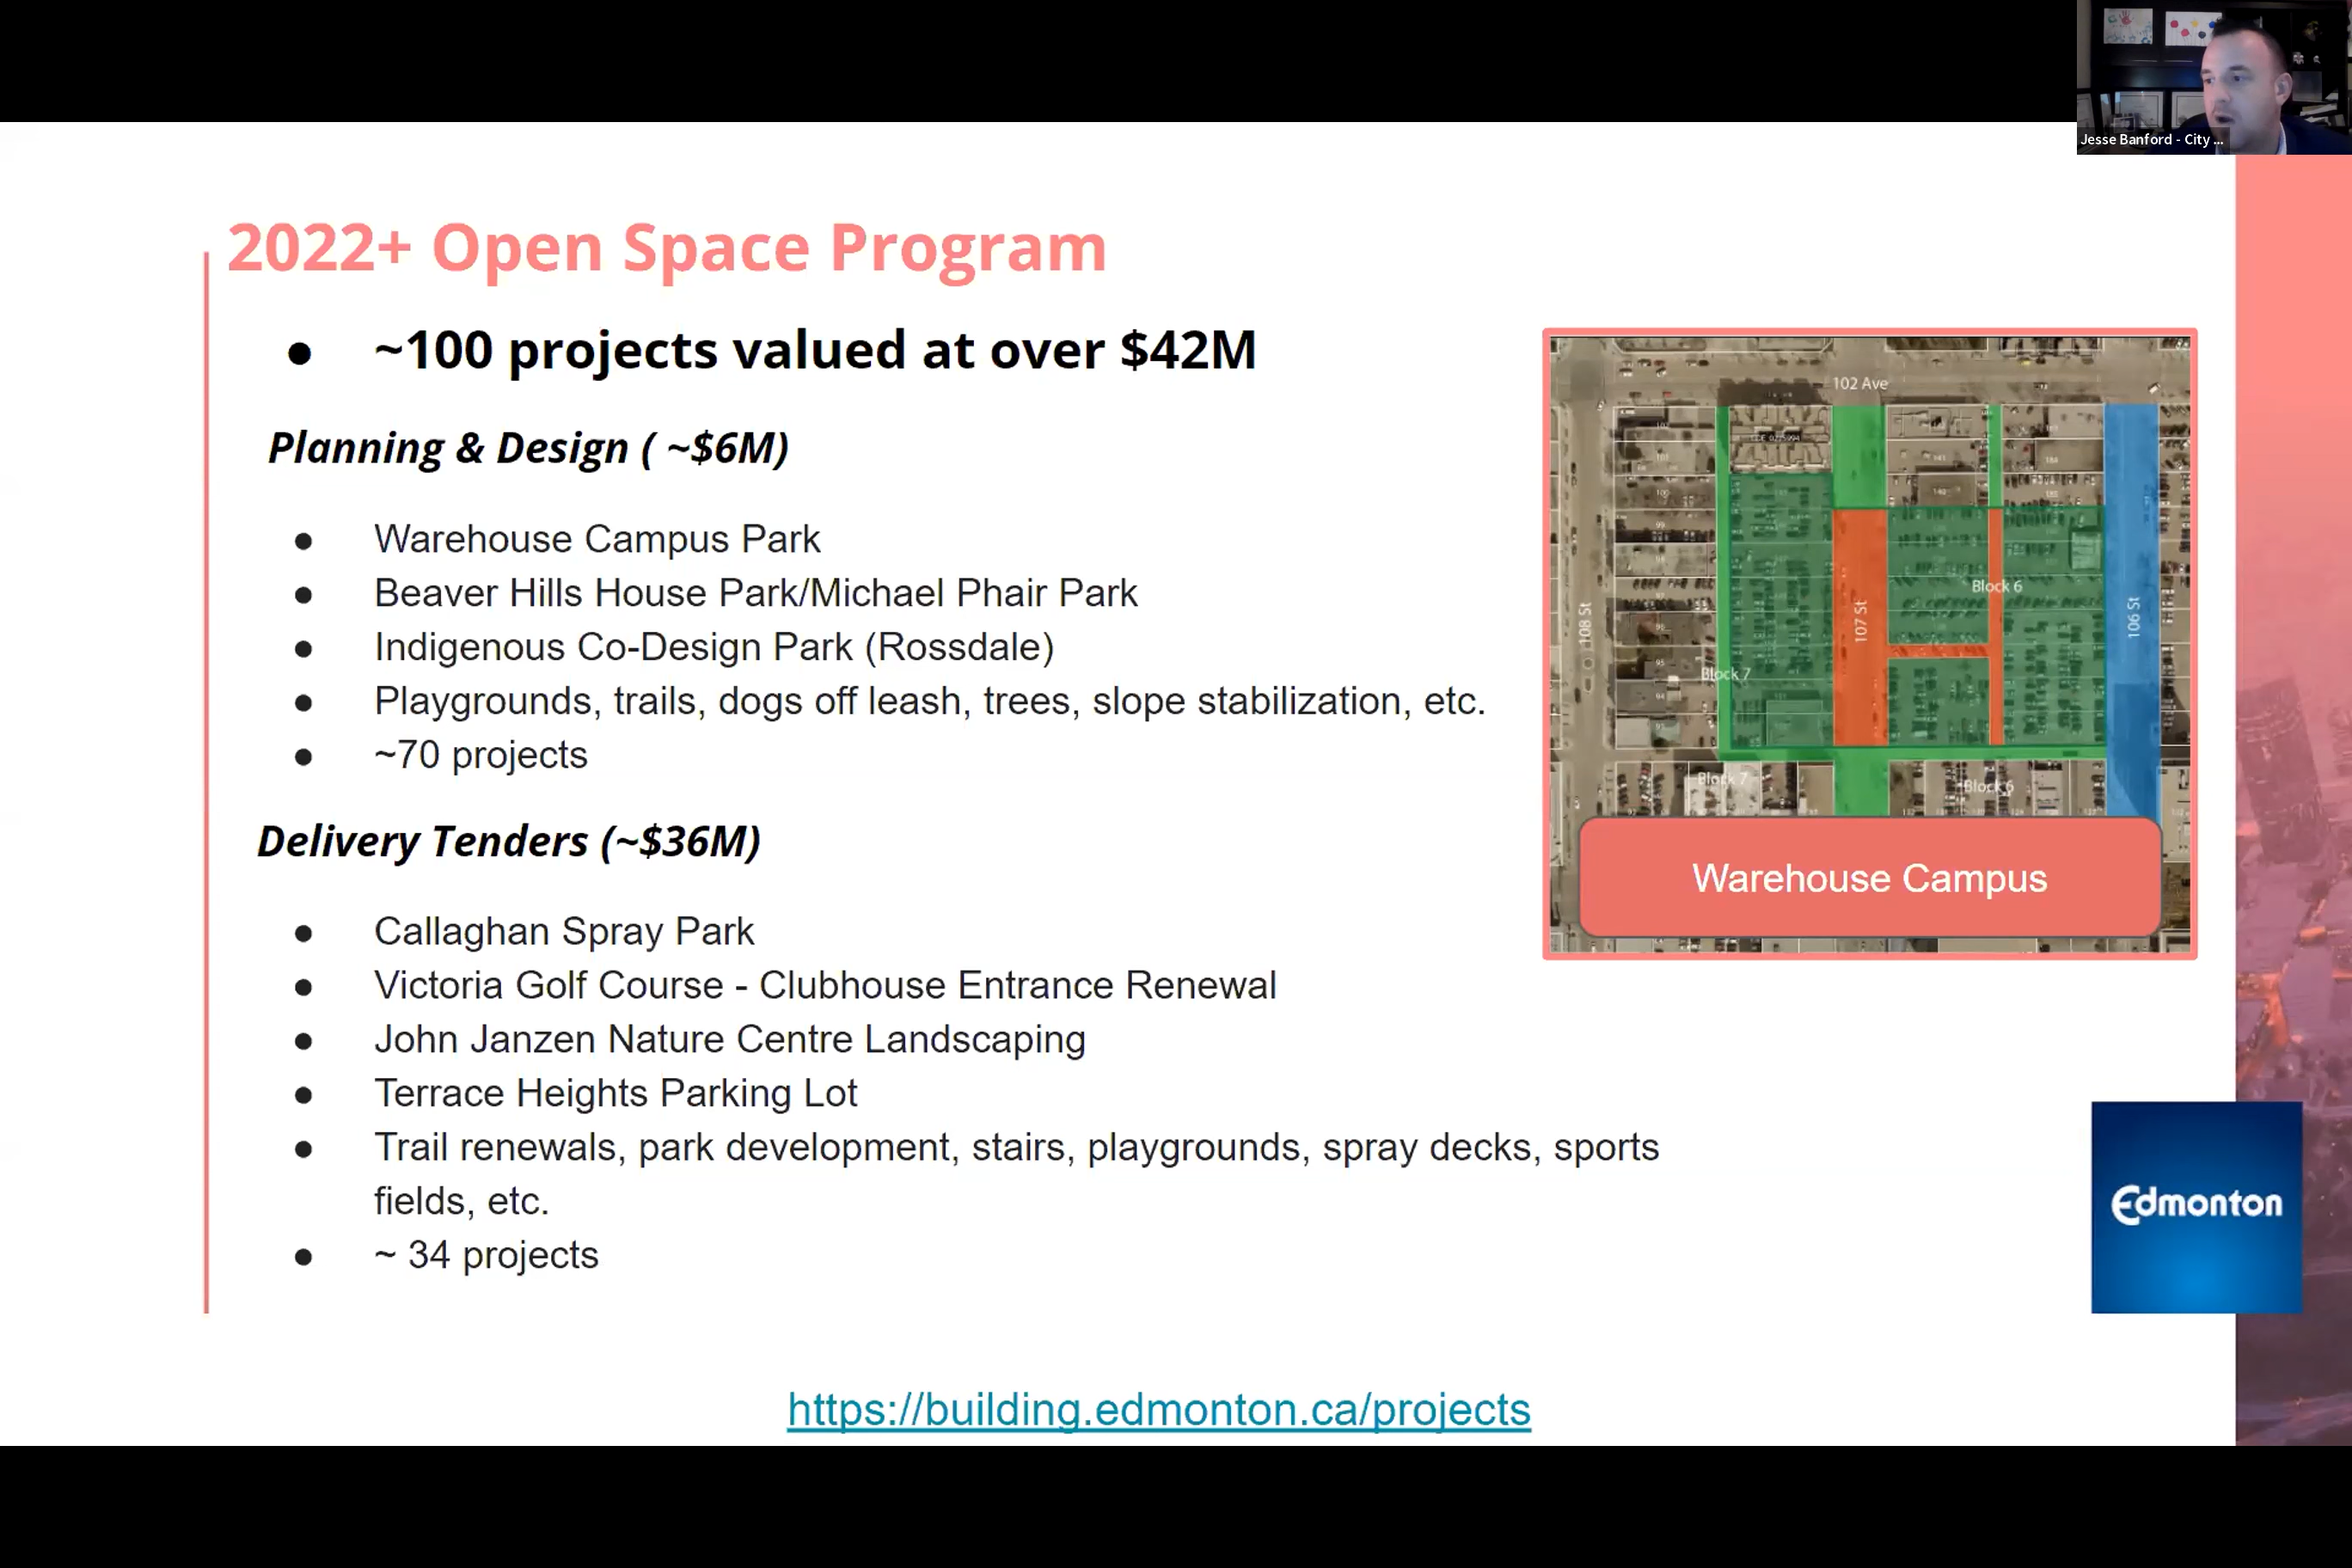 Jesse Banford - City ...
2022+ Open Space Program
● ~100 projects valued at over $42M
Planning & Design ( ~$6M)
● Warehouse Campus Park
● Beaver Hills House Park/Michael Phair Park
● Indigenous Co-Design Park (Rossdale)
● Playgrounds, trails, dogs off leash, trees, slope stabilization, etc.
● ~70 projects
Delivery Tenders (~$36M)
● Callaghan Spray Park
● Victoria Golf Course - Clubhouse Entrance Renewal
● John Janzen Nature Centre Landscaping
● Terrace Heights Parking Lot
● Trail renewals, park development, stairs, playgrounds, spray decks, sports
fields, etc.
● ~ 34 projects
102 Ave
108 St
107 St
106 St
Block 6
Block 7
Block 7
Block 6
Warehouse Campus
Edmonton
https://building.edmonton.ca/projects